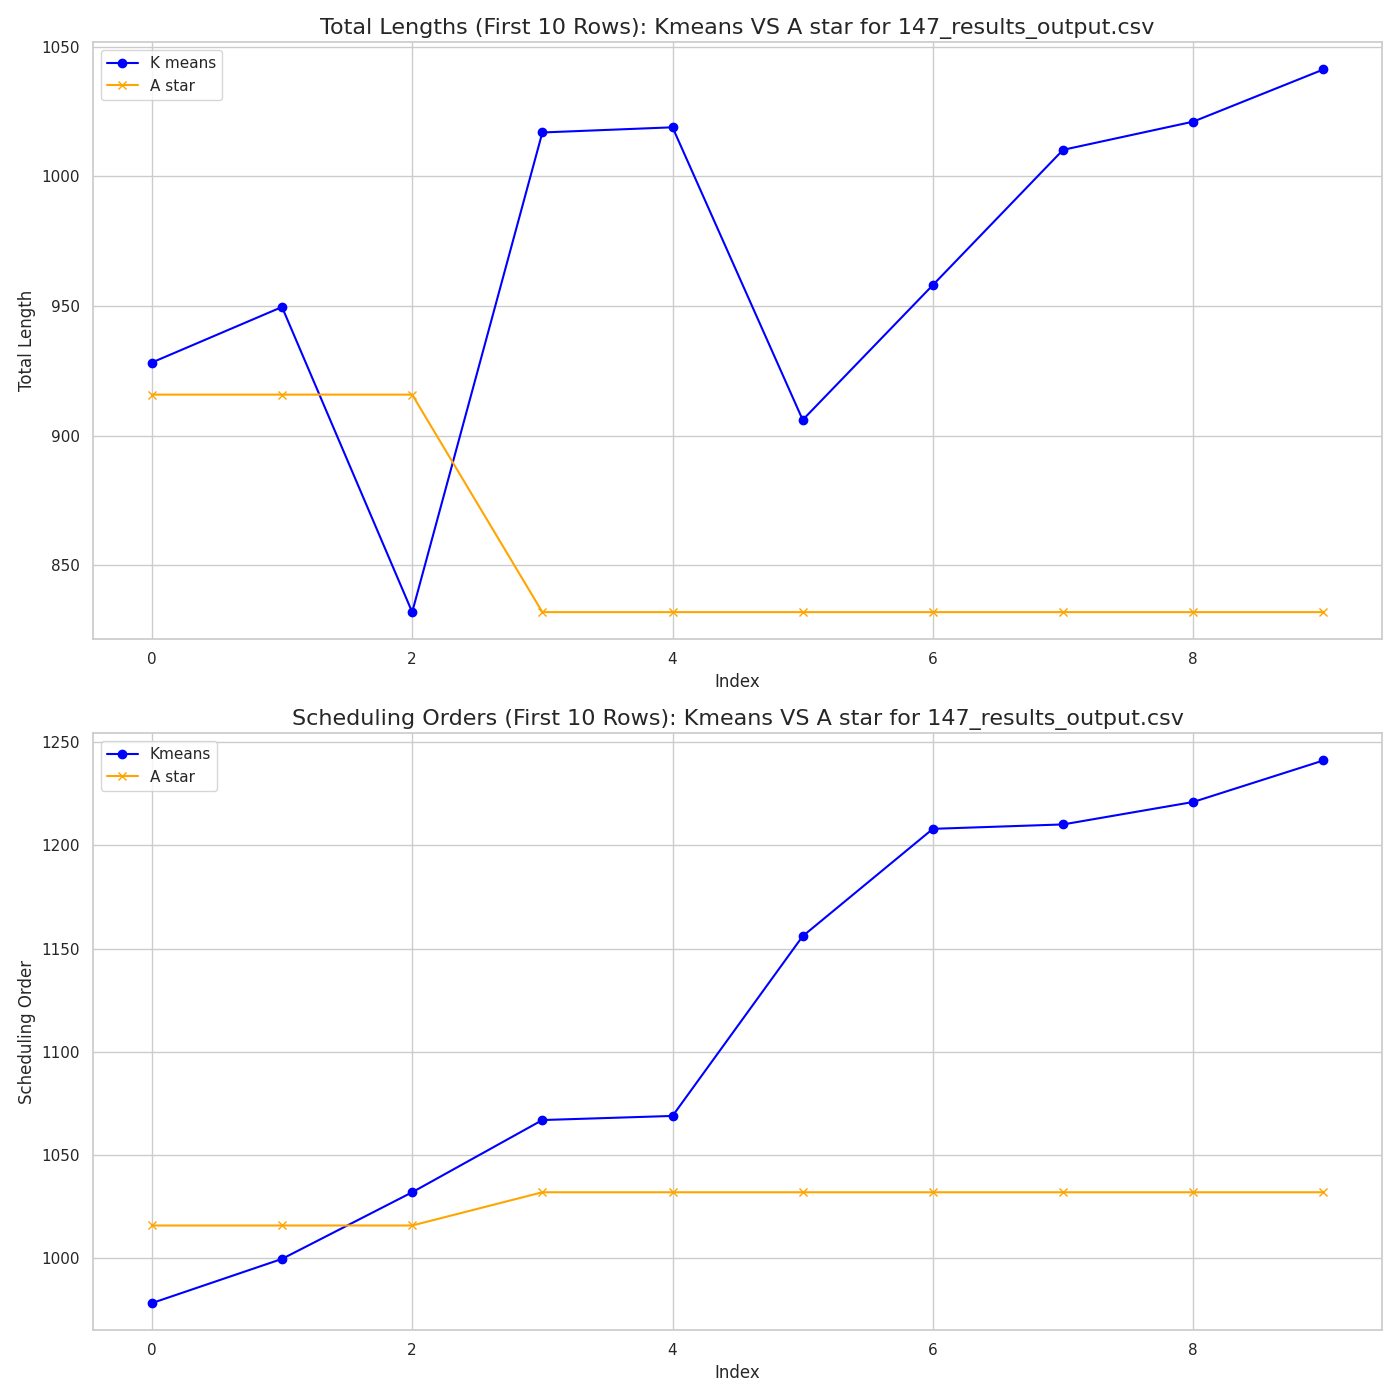 Total Lengths (First 10 Rows): Kmeans VS A star for 147_results_output.csv
K means
A star
1050
1000
950
900
850
Total Length
0 2 4 6 8
Index
Scheduling Orders (First 10 Rows): Kmeans VS A star for 147_results_output.csv
Kmeans
A star
1250
1200
1150
1100
1050
1000
Scheduling Order
0 2 4 6 8
Index